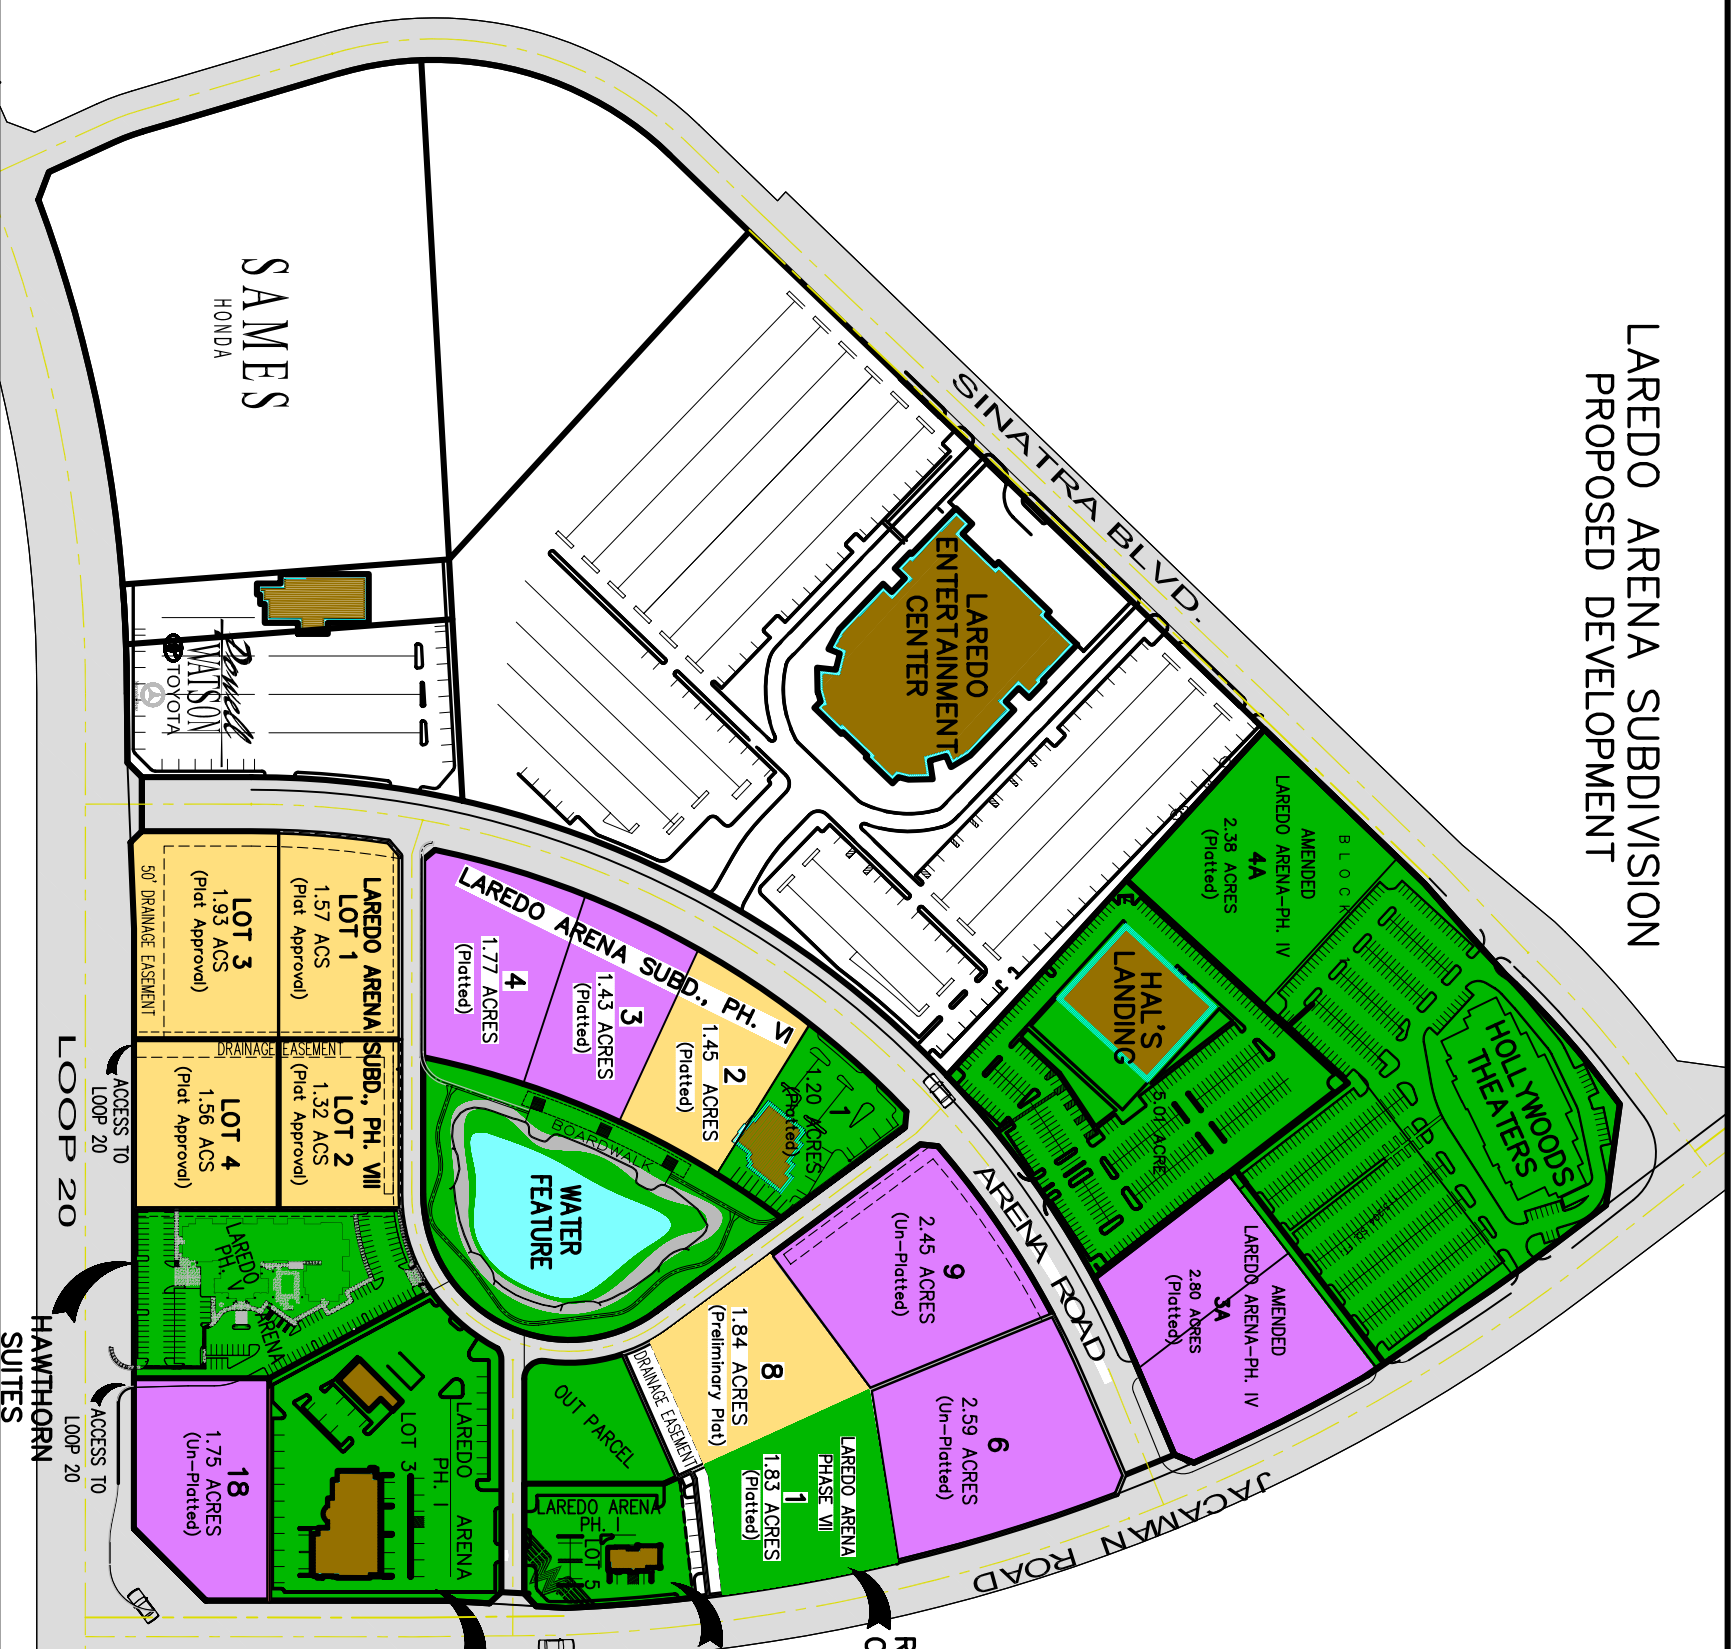 LAREDO ARENA SUBDIVISION
PROPOSED DEVELOPMENT
SINATRA BLVD.
SAMES
HONDA
LAREDO
ENTERTAINMENT
CENTER
Powell
WATSON
TOYOTA
BLOCK
AMENDED
LAREDO ARENA-PH. IV
4A
2.38 ACRES
(Platted)
HOLLYWOODS
THEATERS
HAL'S
LANDING
5.01 ACRE
AMENDED
LAREDO ARENA-PH. IV
3A
2.80 ACRES
(Platted)
ARENA ROAD
JACAMAN ROAD
LAREDO ARENA SUBD., PH. VI
4
1.77 ACRES
(Platted)
3
1.43 ACRES
(Platted)
2
1.45 ACRES
(Platted)
1
1.20 ACRES
(Platted)
9
2.45 ACRES
(Un-Platted)
6
2.59 ACRES
(Un-Platted)
8
1.84 ACRES
(Preliminary Plat)
LAREDO ARENA
PHASE VII
1
1.83 ACRES
(Platted)
DRAINAGE EASEMENT
OUT PARCEL
LAREDO ARENA
PH. I
LOT 5
BOARDWALK
WATER
FEATURE
LAREDO ARENA SUBD., PH. VIII
LOT 1
1.57 ACS
(Plat Approval)
LOT 2
1.32 ACS
(Plat Approval)
LOT 3
1.93 ACS
(Plat Approval)
LOT 4
1.56 ACS
(Plat Approval)
DRAINAGE EASEMENT
50' DRAINAGE EASEMENT
LAREDO ARENA
PH. V
LAREDO ARENA
PH. I
LOT 3
18
1.75 ACRES
(Un-Platted)
ACCESS TO
LOOP 20
ACCESS TO
LOOP 20
LOOP 20
HAWTHORN
SUITES